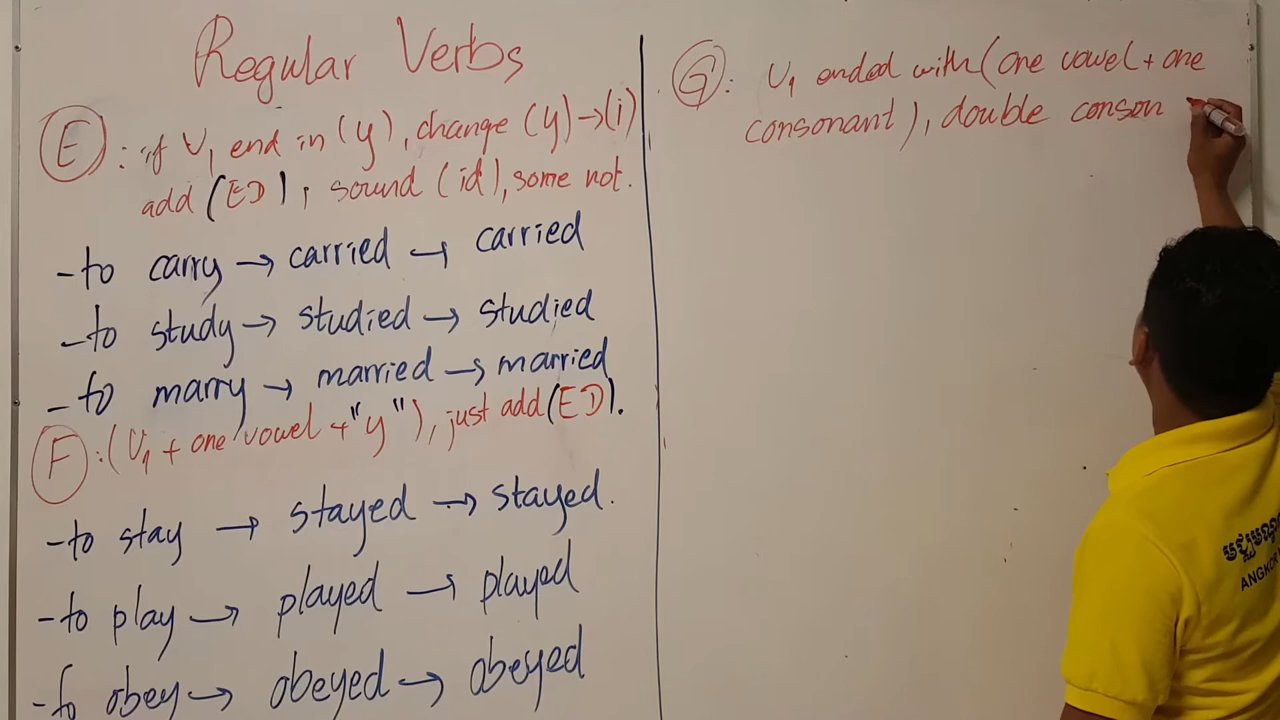 Regular Verbs
E : if V1 end in (y), change (y) → (i)
add (ED), sound (id), some not.
- to carry → carried → carried
- to study → studied → studied
- to marry → married → married
F : (V1 + one vowel + "y"), just add (ED).
- to stay → stayed → stayed.
- to play → played → played
- to obey → obeyed → obeyed
G : V1 ended with (one vowel + one
consonant), double conson
ANGKOR